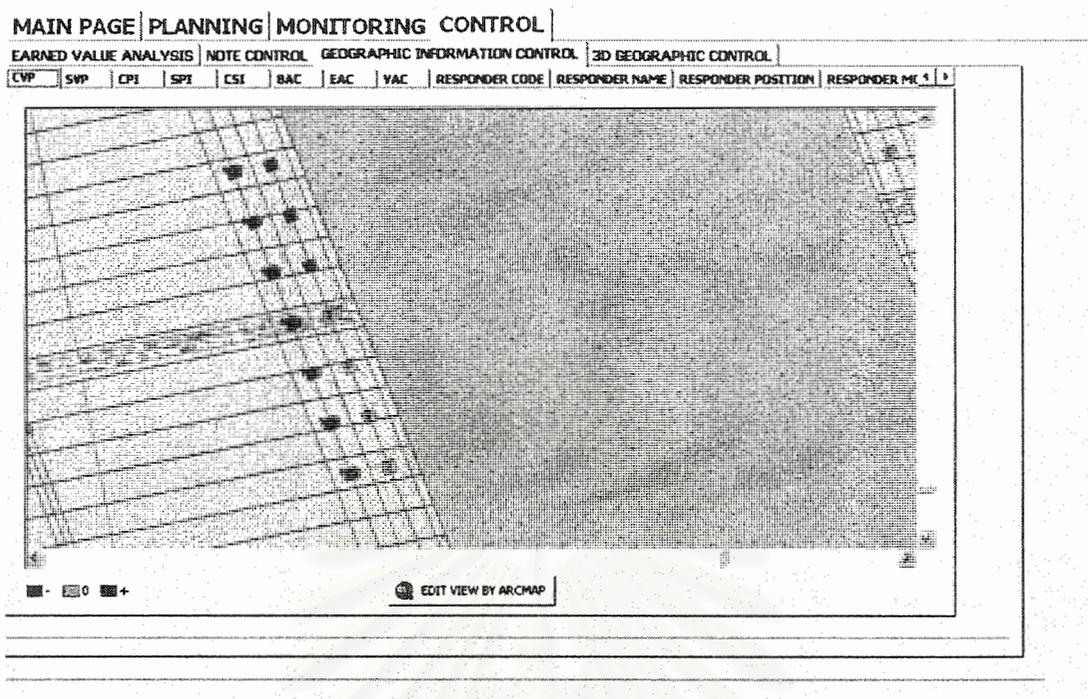 MAIN PAGE PLANNING MONITORING CONTROL
EARNED VALUE ANALYSIS NOTE CONTROL GEOGRAPHIC INFORMATION CONTROL 3D GEOGRAPHIC CONTROL
CVP SVP CPI SPI CSI BAC EAC VAC RESPONDER CODE RESPONDER NAME RESPONDER POSITION RESPONDER
- 0 +
EDIT VIEW BY ARCMAP